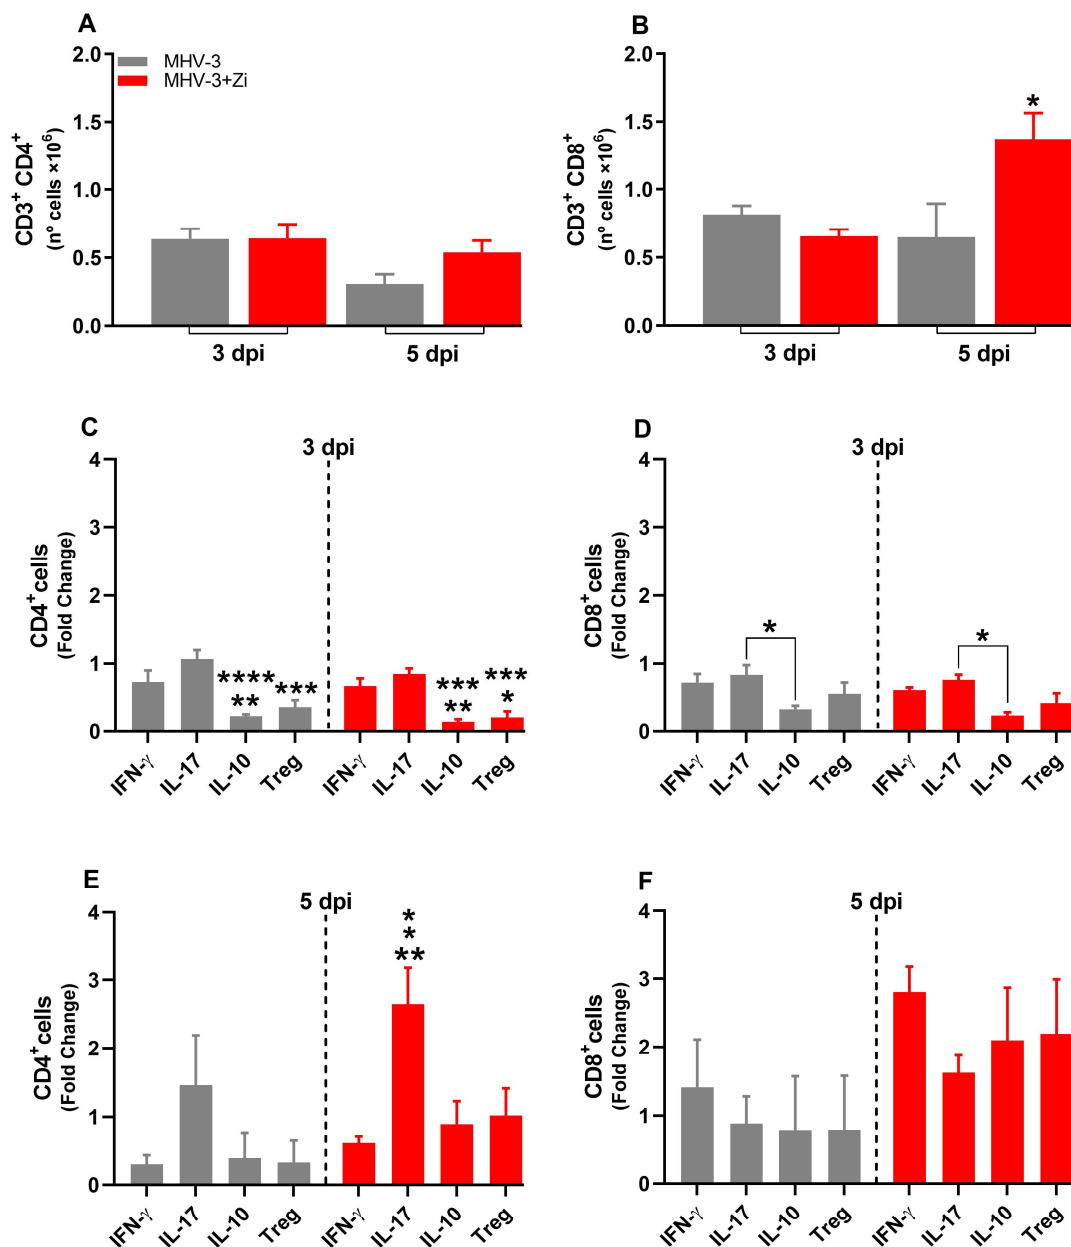 A
2.0
1.5
1.0
0.5
0.0
CD3+ CD4+
(nº cells ×10⁶)
MHV-3
MHV-3+Zi
3 dpi
5 dpi
B
2.0
1.5
1.0
0.5
0.0
CD3+ CD8+
(nº cells ×10⁶)
*
3 dpi
5 dpi
C
3 dpi
4
3
2
1
0
CD4+cells
(Fold Change)
****
**
***
***
**
***
*
IFN-γ
IL-17
IL-10
Treg
IFN-γ
IL-17
IL-10
Treg
D
3 dpi
4
3
2
1
0
CD8+cells
(Fold Change)
*
*
IFN-γ
IL-17
IL-10
Treg
IFN-γ
IL-17
IL-10
Treg
E
5 dpi
4
3
2
1
0
CD4+cells
(Fold Change)
*
*
**
IFN-γ
IL-17
IL-10
Treg
IFN-γ
IL-17
IL-10
Treg
F
5 dpi
4
3
2
1
0
CD8+cells
(Fold Change)
IFN-γ
IL-17
IL-10
Treg
IFN-γ
IL-17
IL-10
Treg